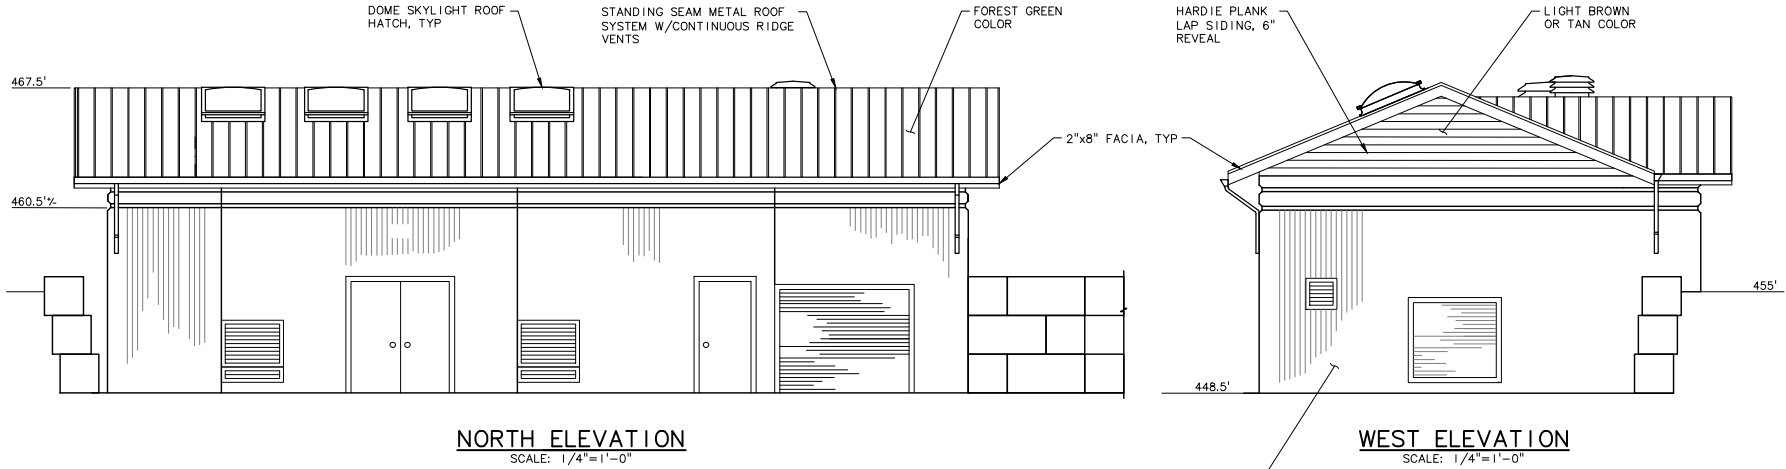 DOME SKYLIGHT ROOF
HATCH, TYP
STANDING SEAM METAL ROOF
SYSTEM W/CONTINUOUS RIDGE
VENTS
FOREST GREEN
COLOR
HARDIE PLANK
LAP SIDING, 6"
REVEAL
LIGHT BROWN
OR TAN COLOR
467.5'
2"x8" FACIA, TYP
460.5'+/-
455'
448.5'
NORTH ELEVATION
SCALE: 1/4"=1'-0"
WEST ELEVATION
SCALE: 1/4"=1'-0"